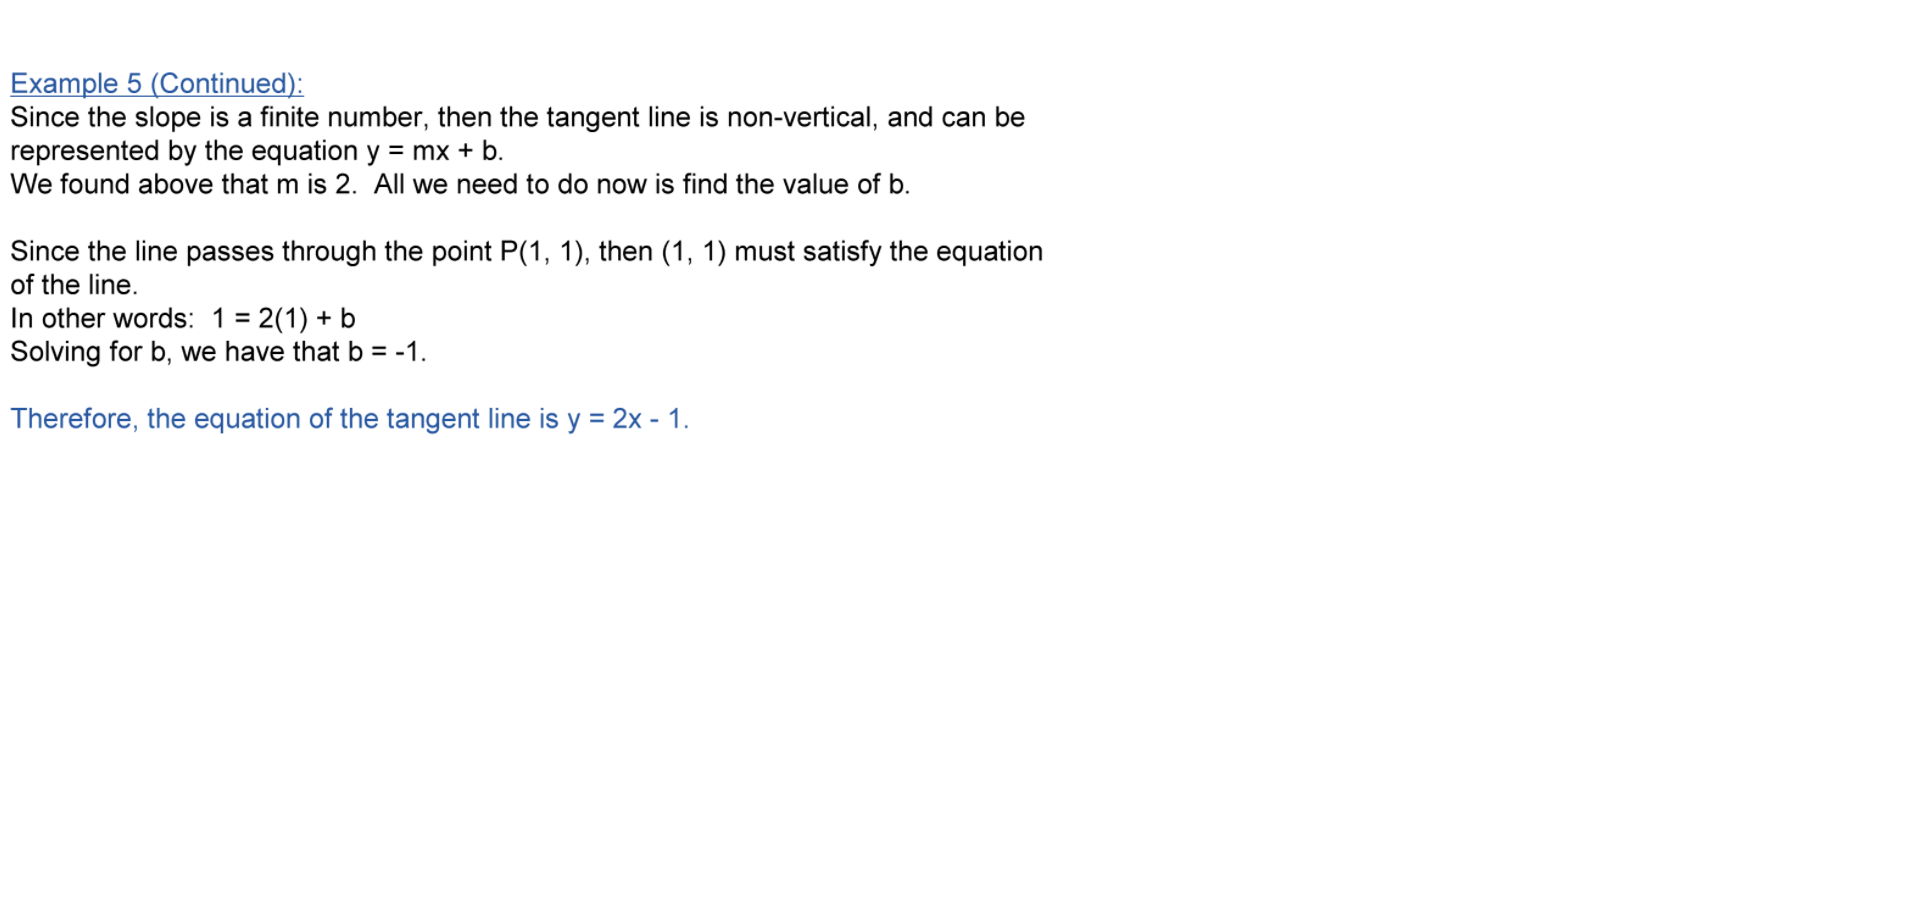 Example 5 (Continued):
Since the slope is a finite number, then the tangent line is non-vertical, and can be
represented by the equation y = mx + b.
We found above that m is 2.  All we need to do now is find the value of b.
Since the line passes through the point P(1, 1), then (1, 1) must satisfy the equation
of the line.
In other words:  1 = 2(1) + b
Solving for b, we have that b = -1.
Therefore, the equation of the tangent line is y = 2x - 1.